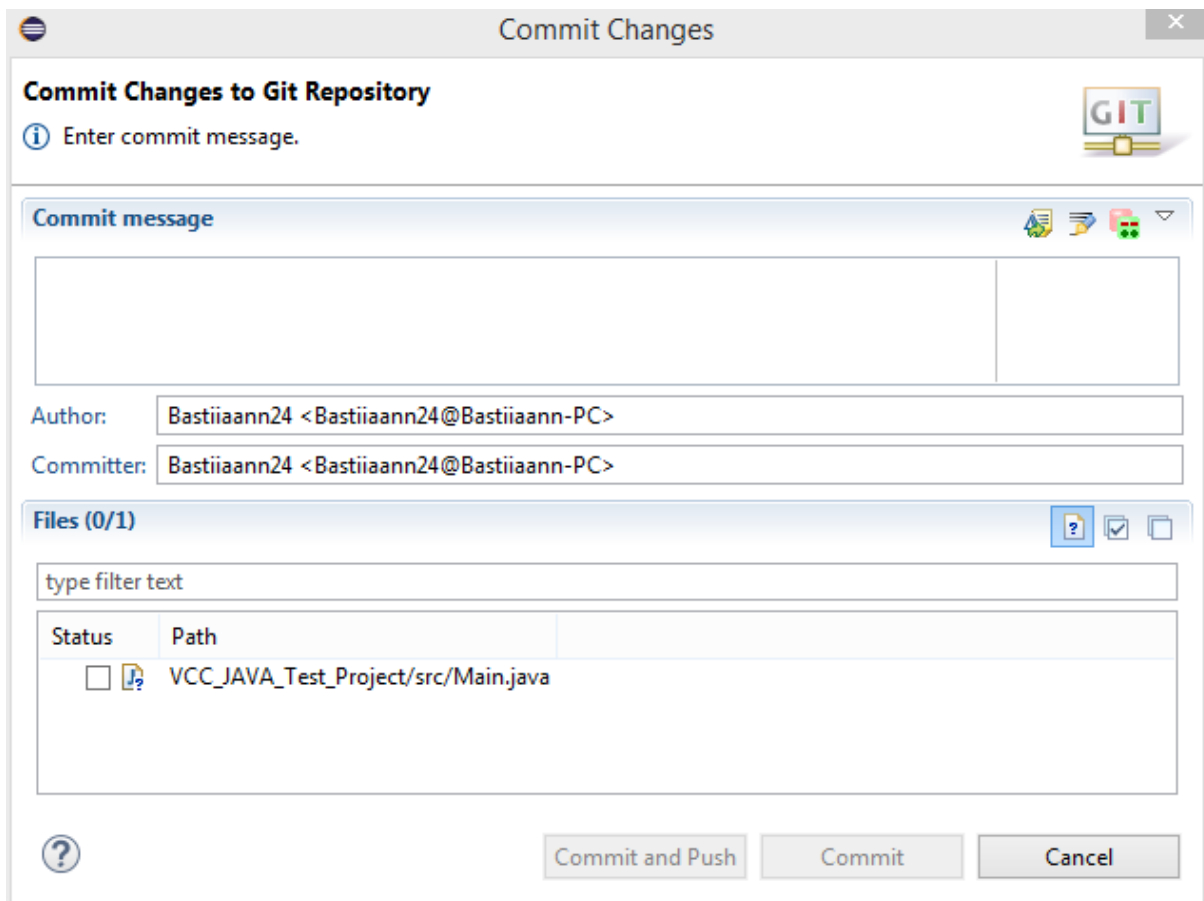 Commit Changes
Commit Changes to Git Repository
Enter commit message.
GIT
Commit message
Author: Bastiiaann24 <Bastiiaann24@Bastiiaann-PC>
Committer: Bastiiaann24 <Bastiiaann24@Bastiiaann-PC>
Files (0/1)
type filter text
Status Path
VCC_JAVA_Test_Project/src/Main.java
Commit and Push Commit Cancel